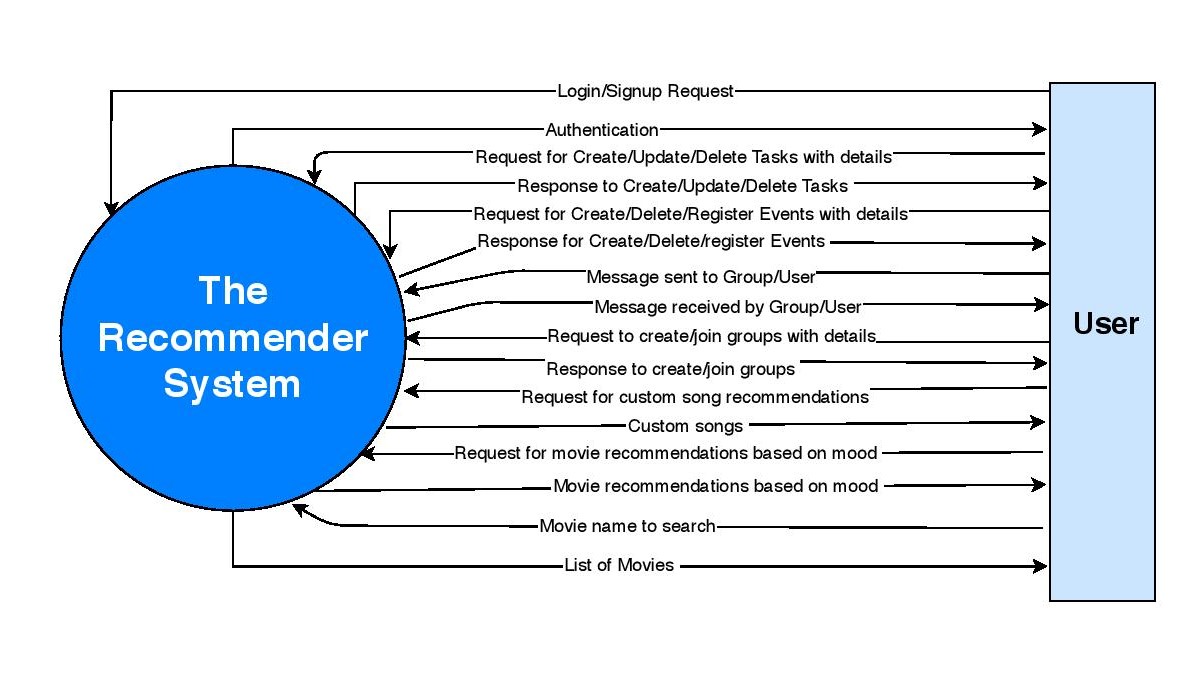 Login/Signup Request
Authentication
Request for Create/Update/Delete Tasks with details
Response to Create/Update/Delete Tasks
Request for Create/Delete/Register Events with details
Response for Create/Delete/register Events
Message sent to Group/User
Message received by Group/User
Request to create/join groups with details
Response to create/join groups
Request for custom song recommendations
Custom songs
Request for movie recommendations based on mood
Movie recommendations based on mood
Movie name to search
List of Movies
The
Recommender
System
User